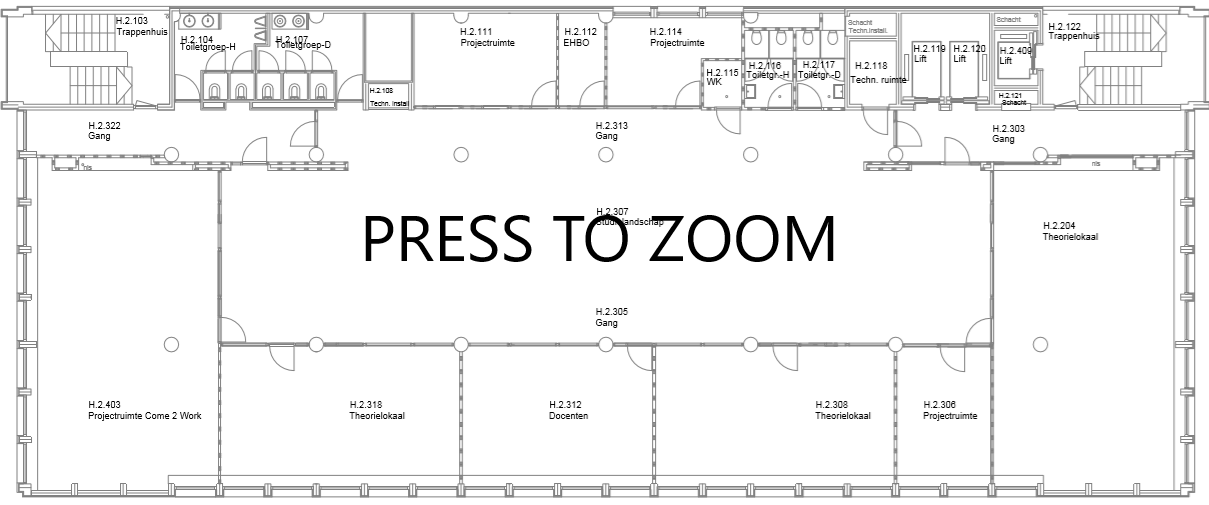 H.2.103
Trappenhuis
H.2.104
Toiletgroep-H
H.2.107
Toiletgroep-D
H.2.108
Techn. install
H.2.111
Projectruimte
H.2.112
EHBO
H.2.114
Projectruimte
H.2.115
WK
H.2.116
Toiletgr.-H
H.2.117
Toiletgr.-D
Schacht
Techn.install.
H.2.118
Techn. ruimte
H.2.119
Lift
H.2.120
Lift
Schacht
H.2.409
Lift
H.2.121
Schacht
H.2.122
Trappenhuis
H.2.322
Gang
H.2.313
Gang
H.2.303
Gang
nis
nis
H.2.307
Studielandschap
PRESS TO ZOOM
H.2.204
Theorielokaal
H.2.305
Gang
H.2.403
Projectruimte Come 2 Work
H.2.318
Theorielokaal
H.2.312
Docenten
H.2.308
Theorielokaal
H.2.306
Projectruimte